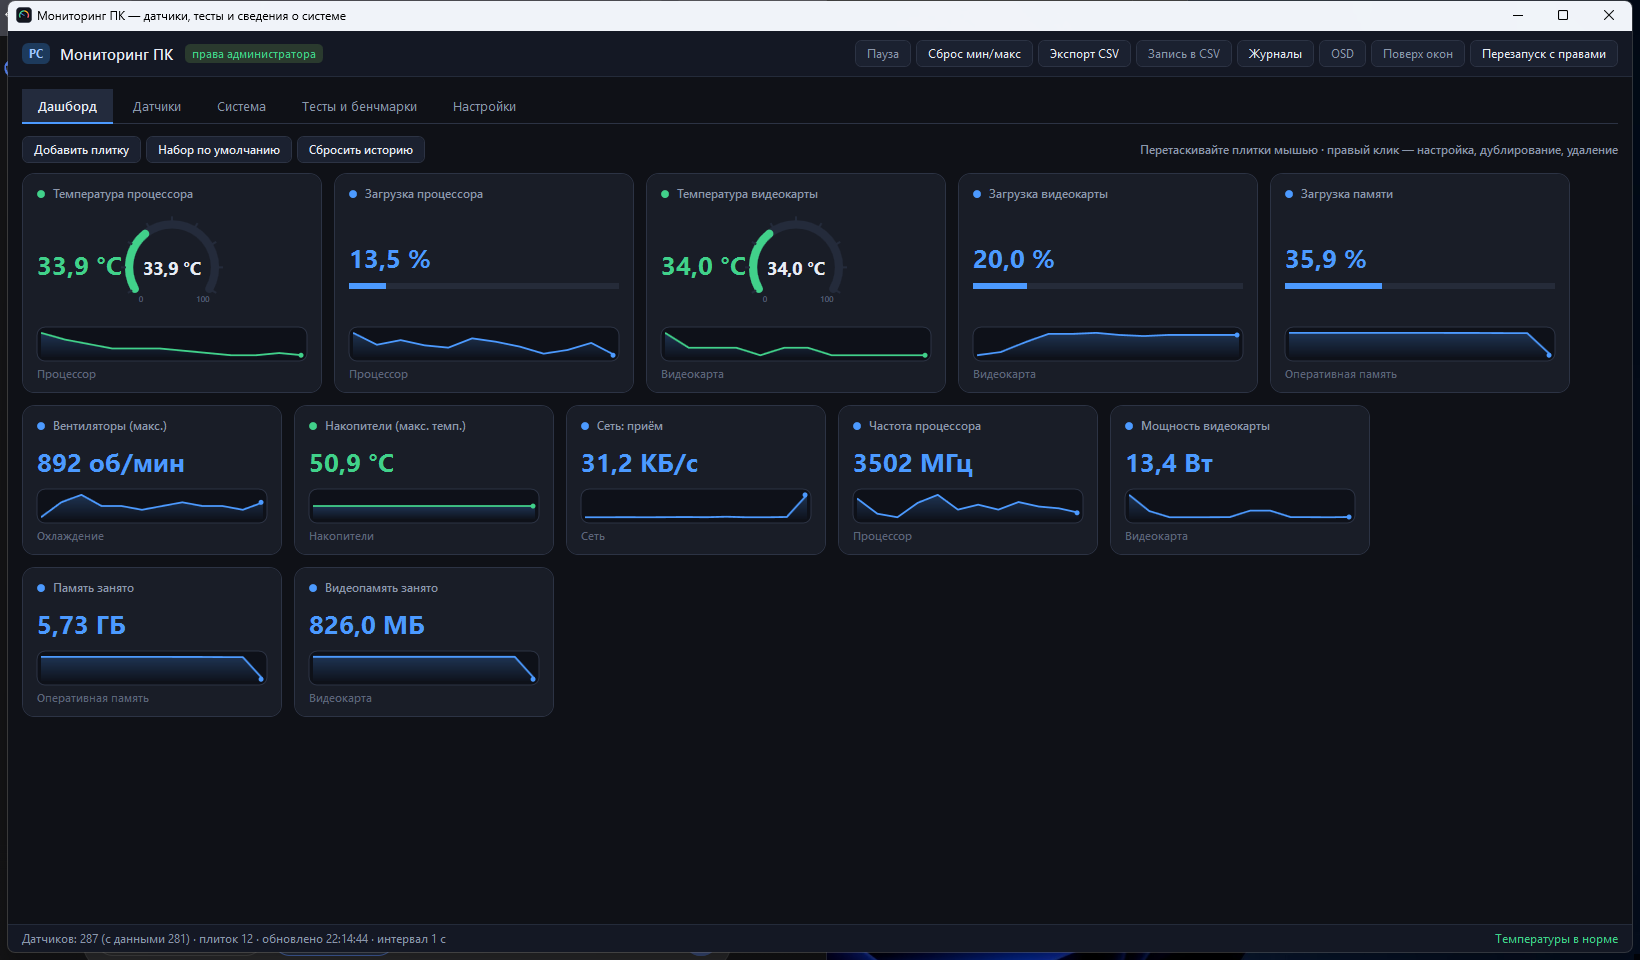 Мониторинг ПК — датчики, тесты и сведения о системе
PC Мониторинг ПК права администратора Пауза Сброс мин/макс Экспорт CSV Запись в CSV Журналы OSD Поверх окон Перезапуск с правами
Дашборд Датчики Система Тесты и бенчмарки Настройки
Добавить плитку Набор по умолчанию Сбросить историю Перетаскивайте плитки мышью · правый клик — настройка, дублирование, удаление
Температура процессора
33,9 °C
33,9 °C
0 100
Процессор
Загрузка процессора
13,5 %
Процессор
Температура видеокарты
34,0 °C
34,0 °C
0 100
Видеокарта
Загрузка видеокарты
20,0 %
Видеокарта
Загрузка памяти
35,9 %
Оперативная память
Вентиляторы (макс.)
892 об/мин
Охлаждение
Накопители (макс. темп.)
50,9 °C
Накопители
Сеть: приём
31,2 КБ/с
Сеть
Частота процессора
3502 МГц
Процессор
Мощность видеокарты
13,4 Вт
Видеокарта
Память занято
5,73 ГБ
Оперативная память
Видеопамять занято
826,0 МБ
Видеокарта
Датчиков: 287 (с данными 281) · плиток 12 · обновлено 22:14:44 · интервал 1 с Температуры в норме